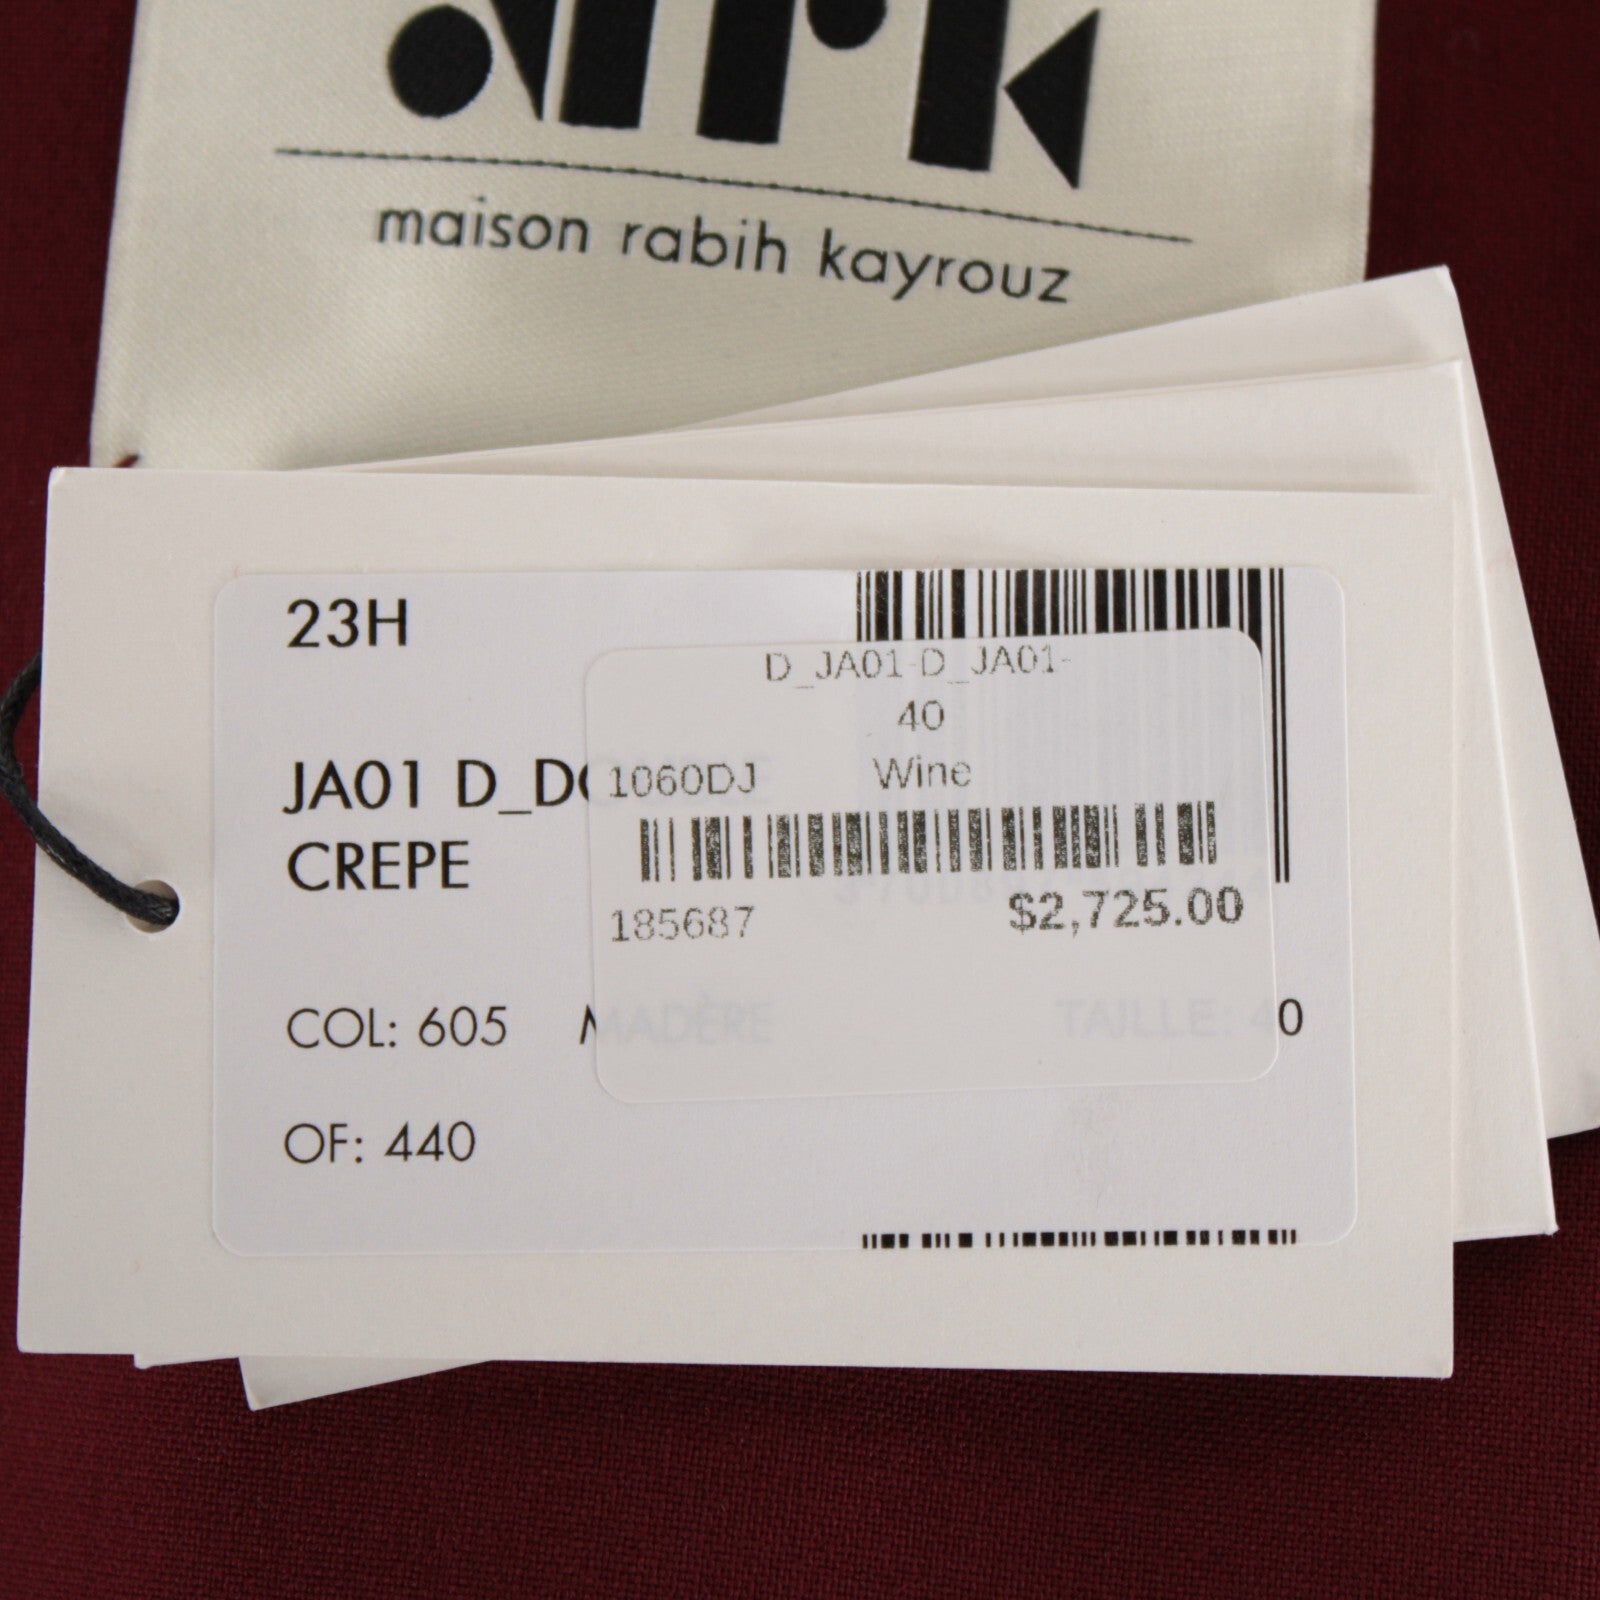 mrk
maison rabih kayrouz
23H
D_JA01-D_JA01-
40
JA01 D_DO
1060DJ Wine
CREPE
185687 $2,725.00
COL: 605 MADÈRE TAILLE: 40
OF: 440